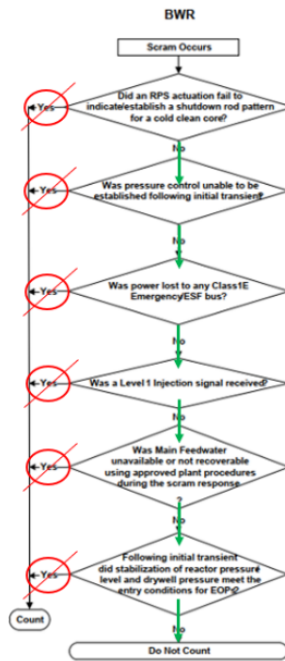 BWR
Scram Occurs
Did an RPS actuation fail to
indicate/establish a shutdown rod pattern
for a cold clean core?
Yes
No
Was pressure control unable to be
established following initial transient?
Yes
No
Was power lost to any Class1E
Emergency/ESF bus?
Yes
No
Was a Level 1 Injection signal received?
Yes
No
Was Main Feedwater
unavailable or not recoverable
using approved plant procedures
during the scram response
?
Yes
No
Following initial transient
did stabilization of reactor pressure
level and drywell pressure meet the
entry conditions for EOPs?
Yes
No
Count
Do Not Count